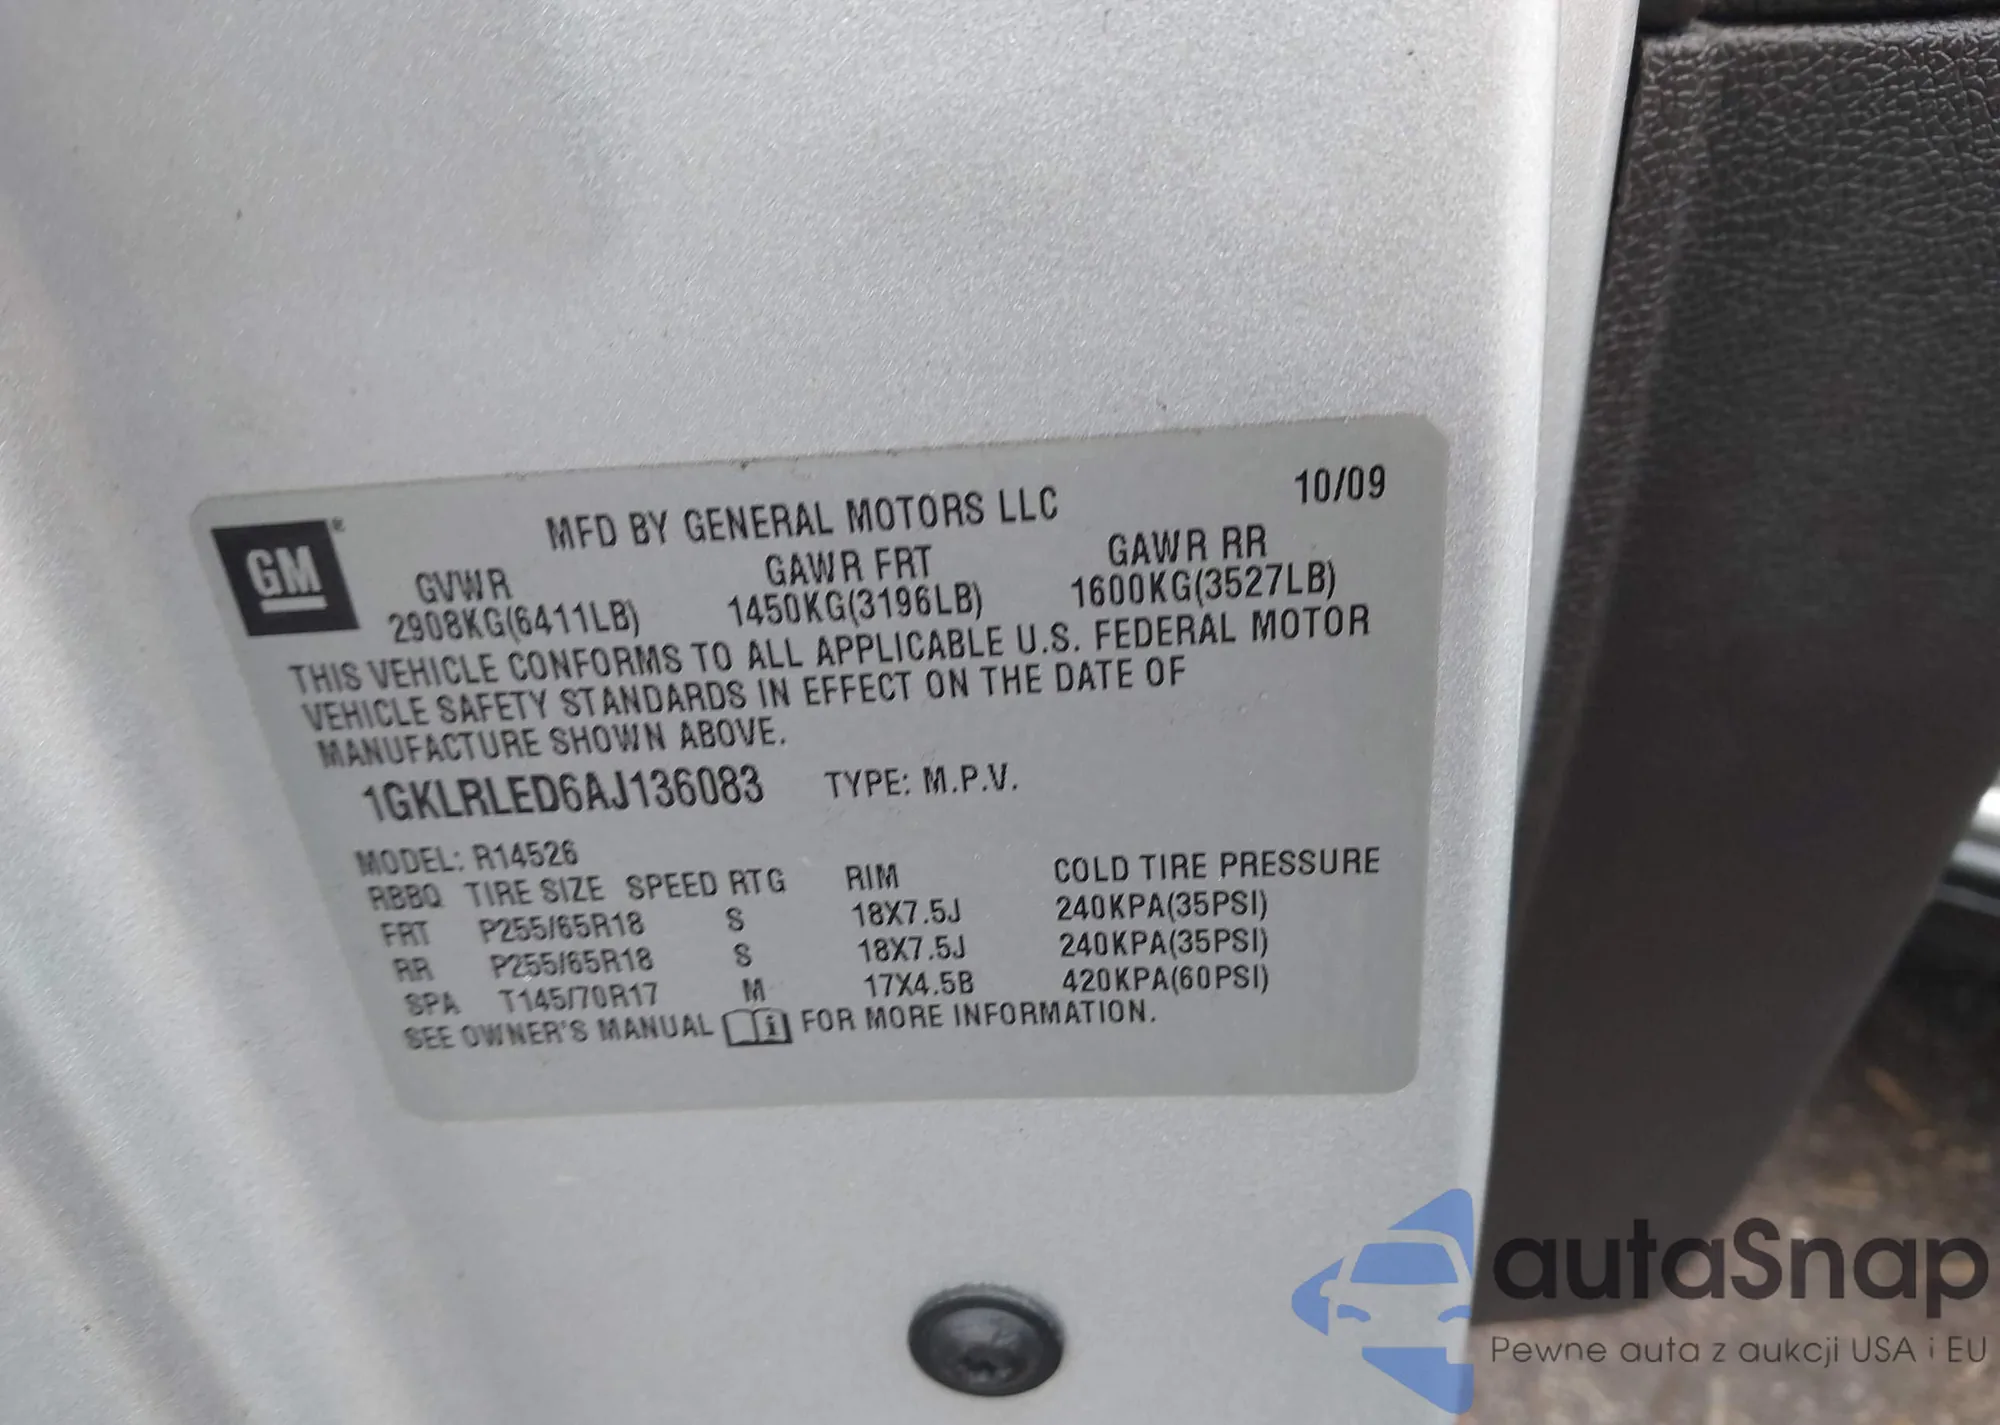 10/09
GM®
MFD BY GENERAL MOTORS LLC
GVWR GAWR FRT GAWR RR
2908KG(6411LB) 1450KG(3196LB) 1600KG(3527LB)
THIS VEHICLE CONFORMS TO ALL APPLICABLE U.S. FEDERAL MOTOR
VEHICLE SAFETY STANDARDS IN EFFECT ON THE DATE OF
MANUFACTURE SHOWN ABOVE.
1GKLRLED6AJ136083 TYPE: M.P.V.
MODEL: R14526
RBBQ TIRE SIZE SPEED RTG RIM COLD TIRE PRESSURE
FRT P255/65R18 S 18X7.5J 240KPA(35PSI)
RR P255/65R18 S 18X7.5J 240KPA(35PSI)
SPA T145/70R17 M 17X4.5B 420KPA(60PSI)
SEE OWNER'S MANUAL i FOR MORE INFORMATION.
autaSnap
Pewne auta z aukcji USA i EU